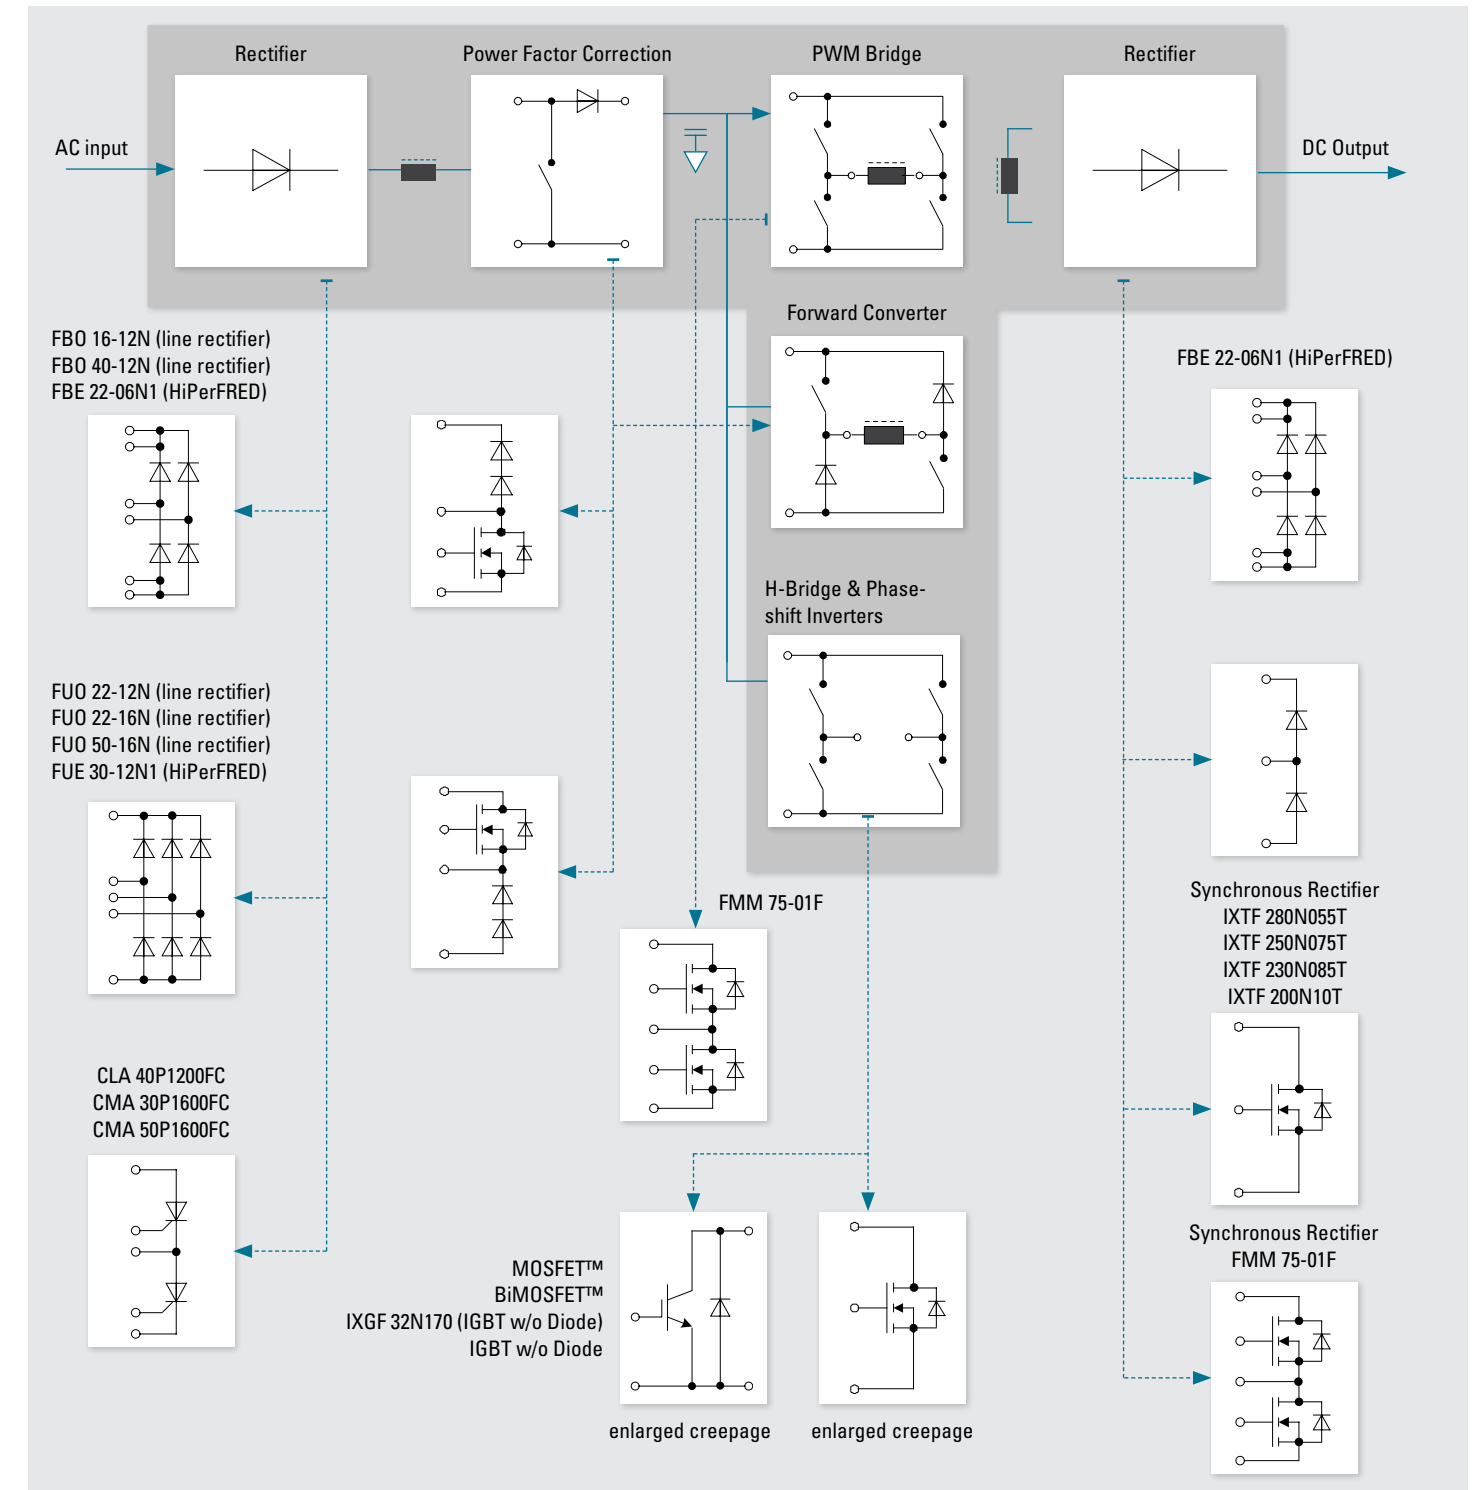 Rectifier
Power Factor Correction
PWM Bridge
Rectifier
AC input
DC Output
Forward Converter
FBO 16-12N (line rectifier)
FBO 40-12N (line rectifier)
FBE 22-06N1 (HiPerFRED)
FBE 22-06N1 (HiPerFRED)
H-Bridge & Phase-
shift Inverters
FUO 22-12N (line rectifier)
FUO 22-16N (line rectifier)
FUO 50-16N (line rectifier)
FUE 30-12N1 (HiPerFRED)
FMM 75-01F
Synchronous Rectifier
IXTF 280N055T
IXTF 250N075T
IXTF 230N085T
IXTF 200N10T
CLA 40P1200FC
CMA 30P1600FC
CMA 50P1600FC
Synchronous Rectifier
FMM 75-01F
MOSFET™
BiMOSFET™
IXGF 32N170 (IGBT w/o Diode)
IGBT w/o Diode
enlarged creepage
enlarged creepage